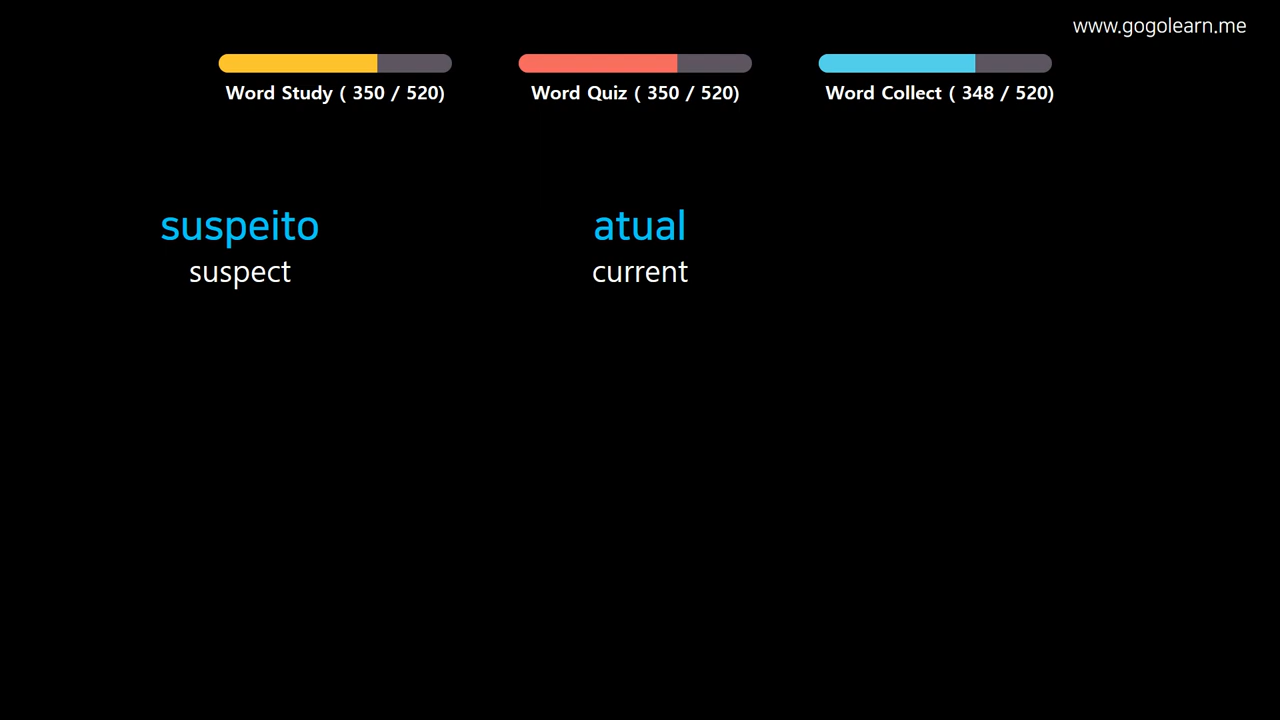 www.gogolearn.me
Word Study ( 350 / 520)
Word Quiz ( 350 / 520)
Word Collect ( 348 / 520)
suspeito
suspect
atual
current